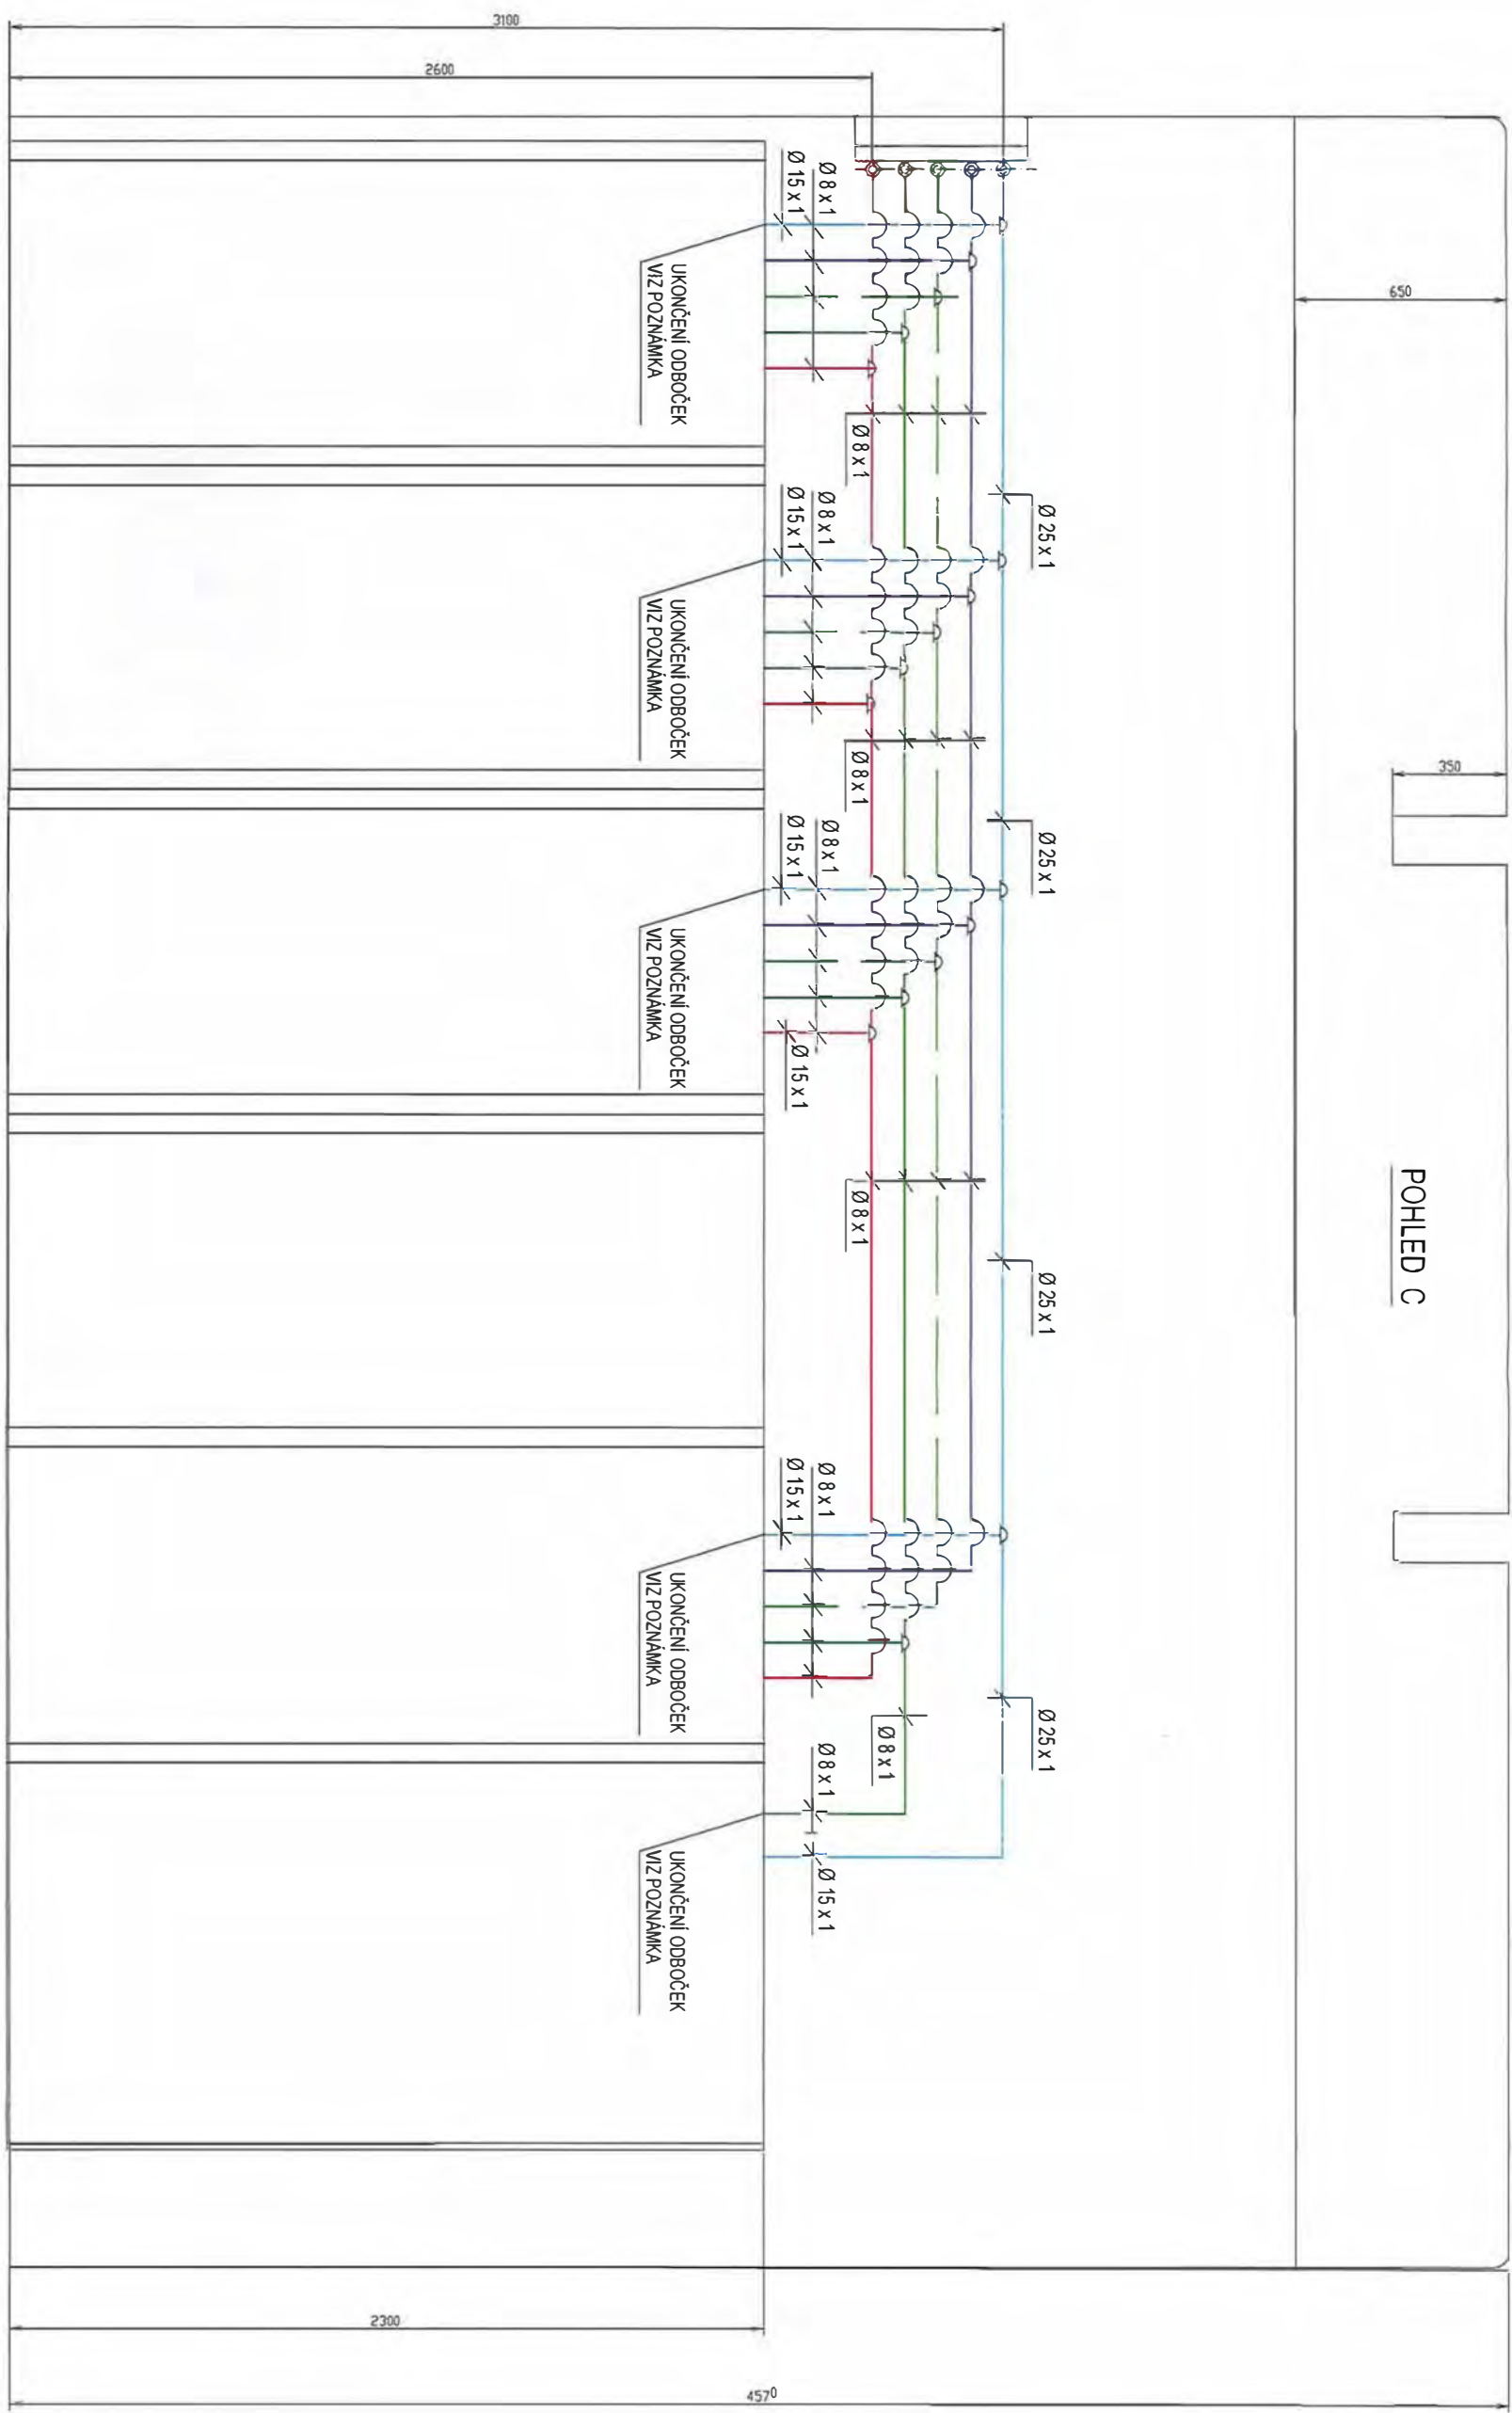 POHLED C
3100
2600
650
350
2300
4570
Ø 25 x 1
Ø 25 x 1
Ø 25 x 1
Ø 25 x 1
Ø 8 x 1
Ø 8 x 1
Ø 8 x 1
Ø 8 x 1
Ø 8 x 1
Ø 15 x 1
Ø 8 x 1
Ø 15 x 1
Ø 8 x 1
Ø 15 x 1
Ø 15 x 1
Ø 8 x 1
Ø 15 x 1
Ø 8 x 1
Ø 15 x 1
UKONČENÍ ODBOČEK
VIZ POZNÁMKA
UKONČENÍ ODBOČEK
VIZ POZNÁMKA
UKONČENÍ ODBOČEK
VIZ POZNÁMKA
UKONČENÍ ODBOČEK
VIZ POZNÁMKA
UKONČENÍ ODBOČEK
VIZ POZNÁMKA